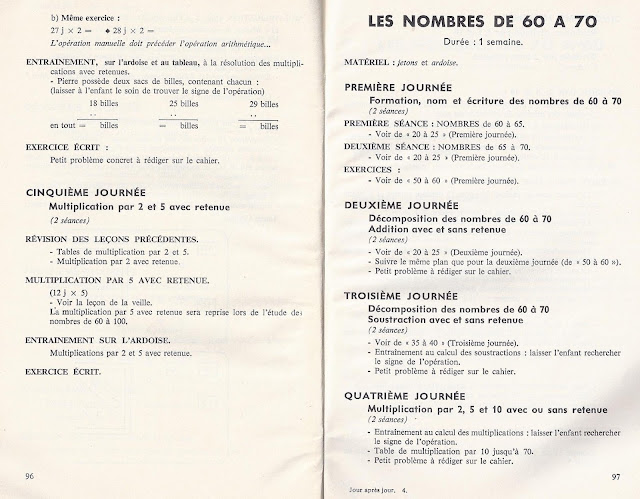 b) Même exercice :
27 j × 2 = ◆ 28 j × 2 =
L'opération manuelle doit précéder l'opération arithmétique...
ENTRAINEMENT, sur l'ardoise et au tableau, à la résolution des multipli-
cations avec retenues.
- Pierre possède deux sacs de billes, contenant chacun :
(laisser à l'enfant le soin de trouver le signe de l'opération)
18 billes 25 billes 29 billes
.. .. ..
en tout = billes = billes = billes
EXERCICE ÉCRIT :
Petit problème concret à rédiger sur le cahier.
CINQUIÈME JOURNÉE
Multiplication par 2 et 5 avec retenue
(2 séances)
RÉVISION DES LEÇONS PRÉCÉDENTES.
- Tables de multiplication par 2 et 5.
- Multiplication par 2 avec retenue.
MULTIPLICATION PAR 5 AVEC RETENUE.
(12 j × 5)
- Voir la leçon de la veille.
La multiplication par 5 avec retenue sera reprise lors de l'étude des
nombres de 60 à 100.
ENTRAINEMENT SUR L'ARDOISE.
Multiplications par 2 et 5 avec retenue.
EXERCICE ÉCRIT.
96
LES NOMBRES DE 60 A 70
Durée : 1 semaine.
MATÉRIEL : jetons et ardoise.
PREMIÈRE JOURNÉE
Formation, nom et écriture des nombres de 60 à 70
(2 séances)
PREMIÈRE SÉANCE : NOMBRES DE 60 à 65.
- Voir de « 20 à 25 » (Première journée).
DEUXIÈME SÉANCE : NOMBRES DE 65 à 70.
- Voir de « 20 à 25 » (Première journée).
EXERCICES :
- Voir de « 50 à 60 » (Première journée).
DEUXIÈME JOURNÉE
Décomposition des nombres de 60 à 70
Addition avec et sans retenue
(2 séances)
- Voir de « 20 à 25 » (Deuxième journée).
- Suivre le même plan que pour la deuxième journée (de « 50 à 60 »).
- Petit problème à rédiger sur le cahier.
TROISIÈME JOURNÉE
Décomposition des nombres de 60 à 70
Soustraction avec et sans retenue
(2 séances)
- Voir de « 35 à 40 » (Troisième journée).
- Entraînement au calcul des soustractions : laisser l'enfant rechercher
le signe de l'opération.
- Petit problème à rédiger sur le cahier.
QUATRIÈME JOURNÉE
Multiplication par 2, 5 et 10 avec ou sans retenue
(2 séances)
- Entraînement au calcul des multiplications : laisser l'enfant rechercher
le signe de l'opération.
- Table de multiplication par 10 jusqu'à 70.
- Petit problème à rédiger sur le cahier.
Jour après jour. 4.
97